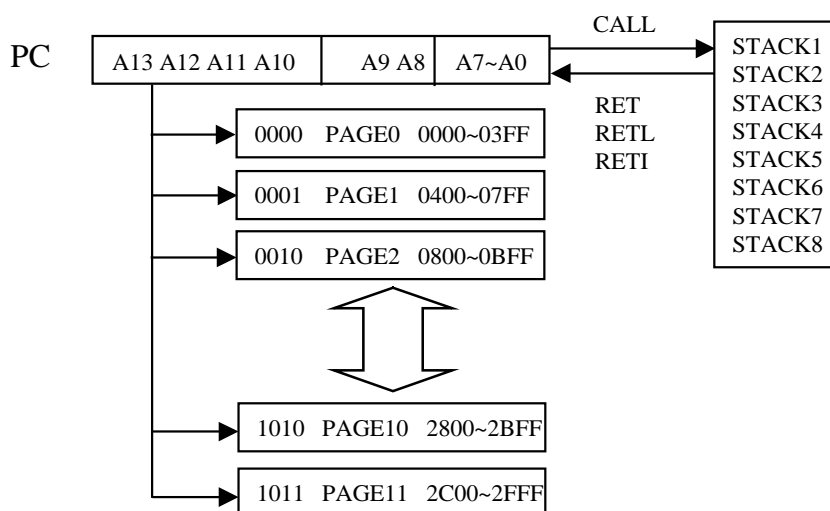 PC
A13 A12 A11 A10
A9 A8
A7~A0
CALL
RET
RETL
RETI
STACK1
STACK2
STACK3
STACK4
STACK5
STACK6
STACK7
STACK8
0000 PAGE0 0000~03FF
0001 PAGE1 0400~07FF
0010 PAGE2 0800~0BFF
1010 PAGE10 2800~2BFF
1011 PAGE11 2C00~2FFF